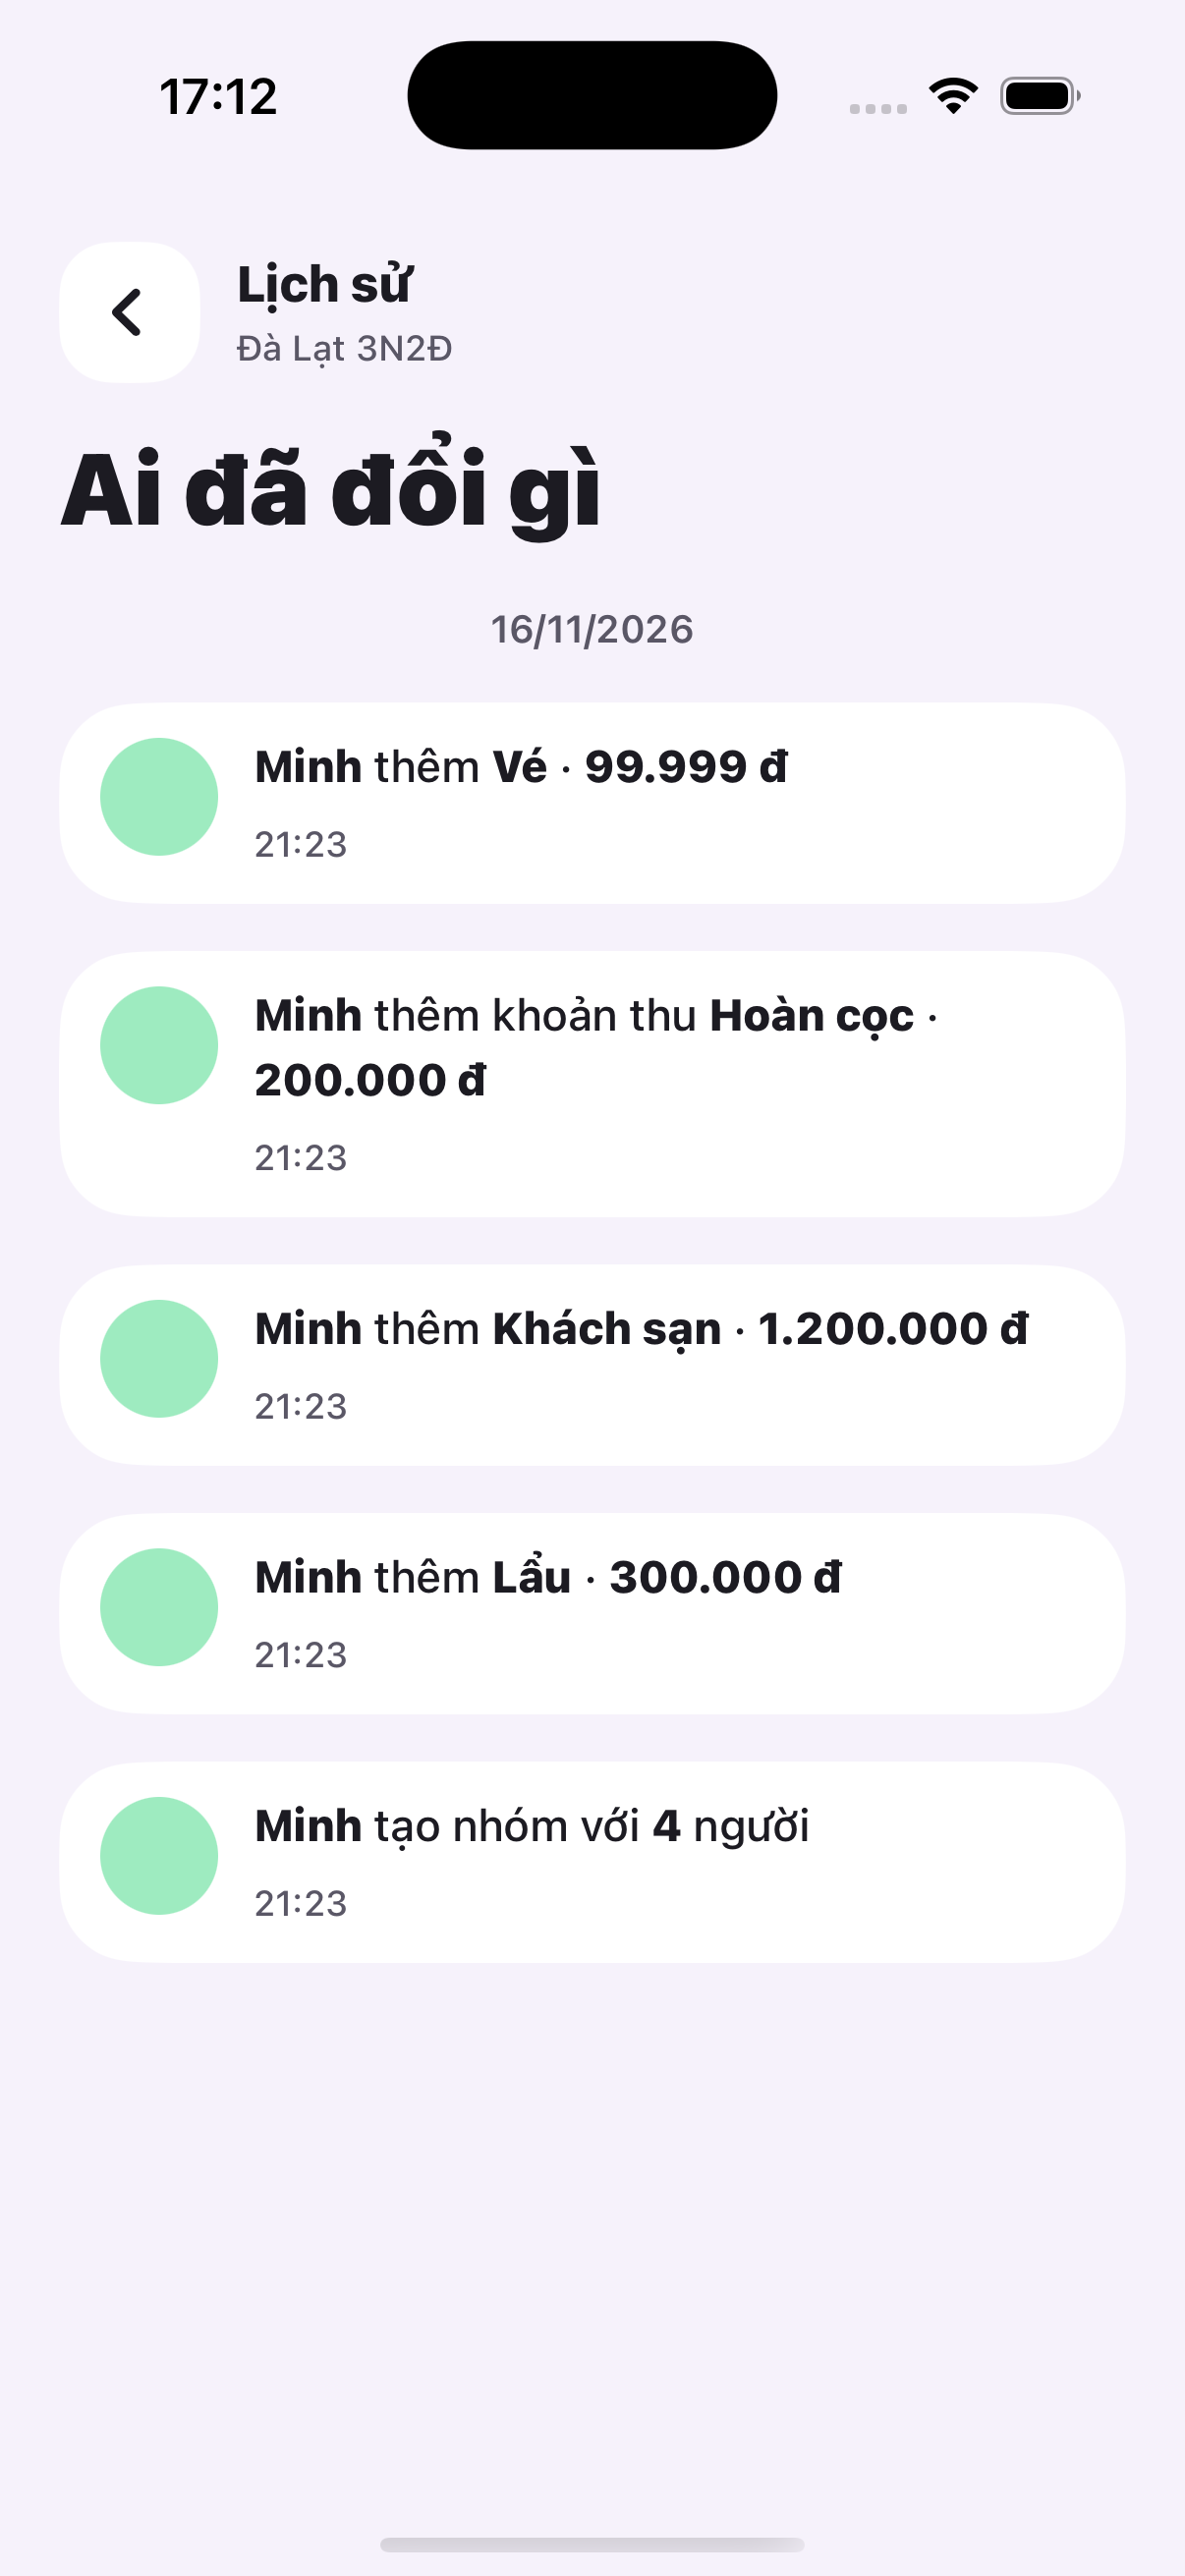 17:12
Lịch sử
Đà Lạt 3N2Đ
Ai đã đổi gì
16/11/2026
Minh thêm Vé · 99.999 đ
21:23
Minh thêm khoản thu Hoàn cọc ·
200.000 đ
21:23
Minh thêm Khách sạn · 1.200.000 đ
21:23
Minh thêm Lẩu · 300.000 đ
21:23
Minh tạo nhóm với 4 người
21:23